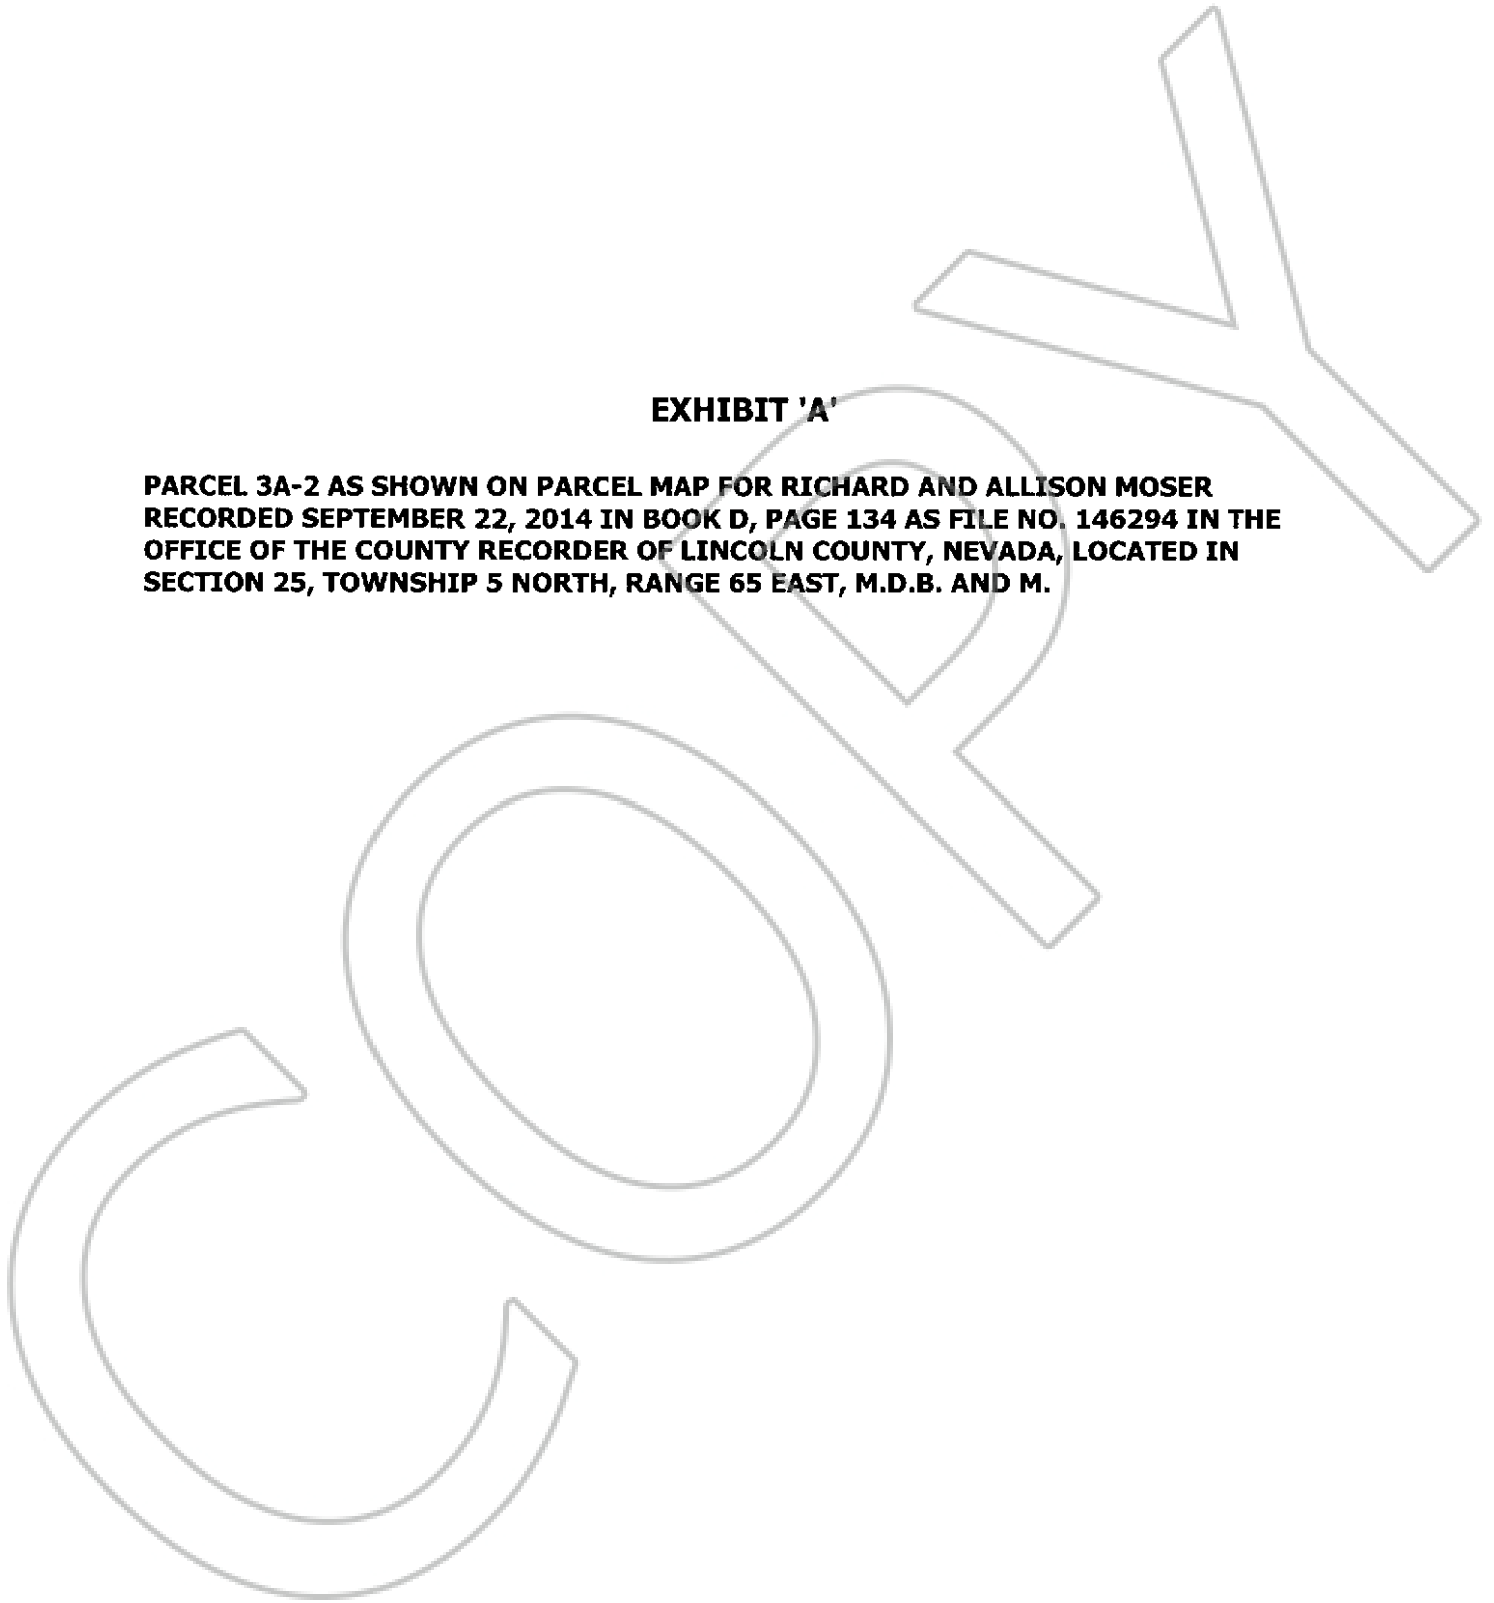 EXHIBIT 'A'
PARCEL 3A-2 AS SHOWN ON PARCEL MAP FOR RICHARD AND ALLISON MOSER
RECORDED SEPTEMBER 22, 2014 IN BOOK D, PAGE 134 AS FILE NO. 146294 IN THE
OFFICE OF THE COUNTY RECORDER OF LINCOLN COUNTY, NEVADA, LOCATED IN
SECTION 25, TOWNSHIP 5 NORTH, RANGE 65 EAST, M.D.B. AND M.
COPY